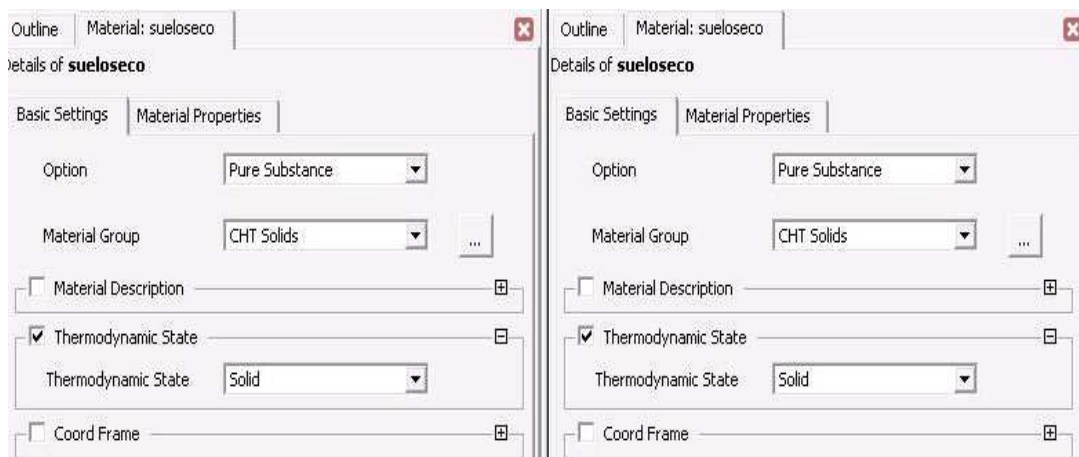 Outline Material: sueloseco
Details of sueloseco
Basic Settings Material Properties
Option Pure Substance
Material Group CHT Solids ...
Material Description
Thermodynamic State
Thermodynamic State Solid
Coord Frame
Outline Material: sueloseco
Details of sueloseco
Basic Settings Material Properties
Option Pure Substance
Material Group CHT Solids ...
Material Description
Thermodynamic State
Thermodynamic State Solid
Coord Frame